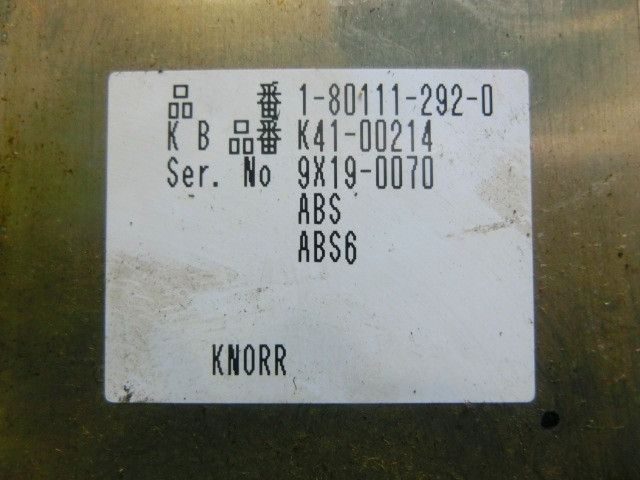 品 番 1-80111-292-0
K B 品番 K41-00214
Ser. No 9X19-0070
ABS
ABS6
KNORR